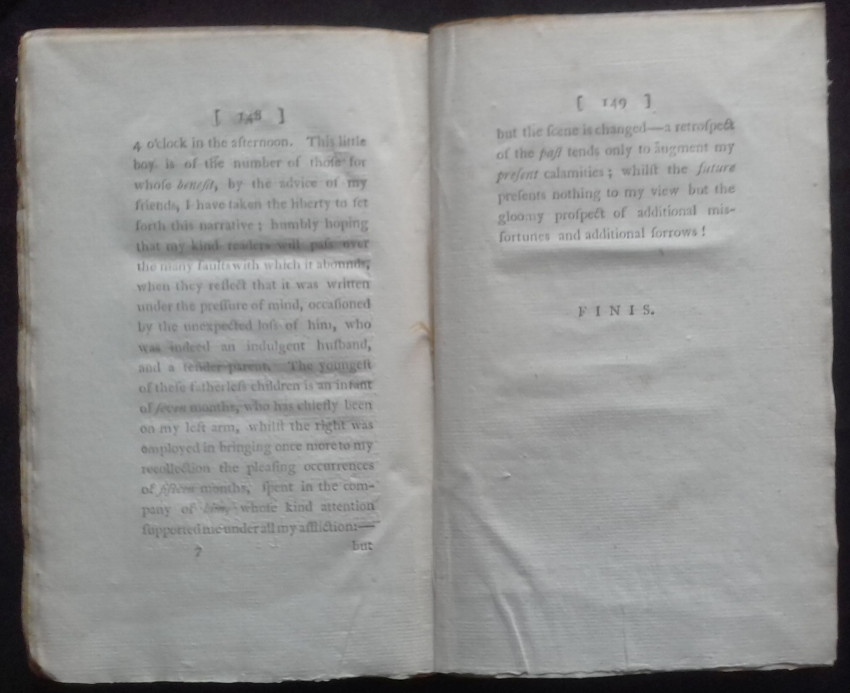 [ 148 ]
4 o'clock in the afternoon. This little
boy is of the number of thoſe for
whoſe benefit, by the advice of my
friends, I have taken the liberty to ſet
forth this narrative; humbly hoping
that my kind readers will paſs over
the many faults with which it abounds,
when they reflect that it was written
under the preſſure of mind, occaſioned
by the unexpected loſs of him, who
was indeed an indulgent huſband,
and a tender parent. The youngeſt
of theſe fatherleſs children is an infant
of ſeven months, who has chiefly been
on my left arm, whilſt the right was
employed in bringing once more to my
recollection the pleaſing occurrences
of fifteen months, ſpent in the com-
pany of him, whoſe kind attention
ſupported me under all my afflictions—
but
[ 149 ]
but the ſcene is changed—a retroſpect
of the paſt tends only to augment my
preſent calamities; whilſt the future
preſents nothing to my view but the
gloomy proſpect of additional miſ-
fortunes and additional ſorrows!
FINIS.